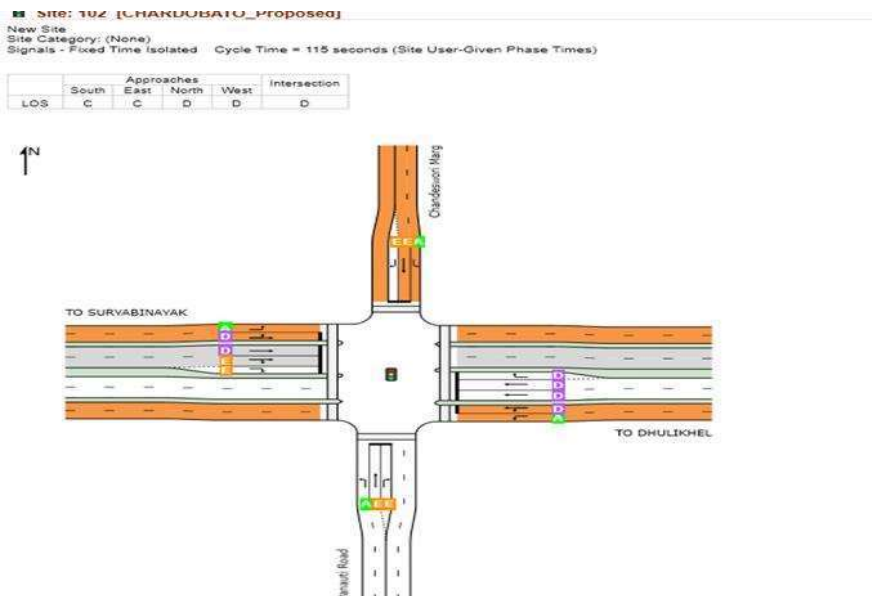 Site: 102 [CHARDOBATO_Proposed]
New Site
Site Category: (None)
Signals - Fixed Time Isolated Cycle Time = 115 seconds (Site User-Given Phase Times)
Approaches Intersection
South East North West
LOS C C D D D
N
Chandeswori Marg
E E A
TO SURYABINAYAK
A
D
D
E
E
D
D
D
D
A
TO DHULIKHEL
A E E
Road